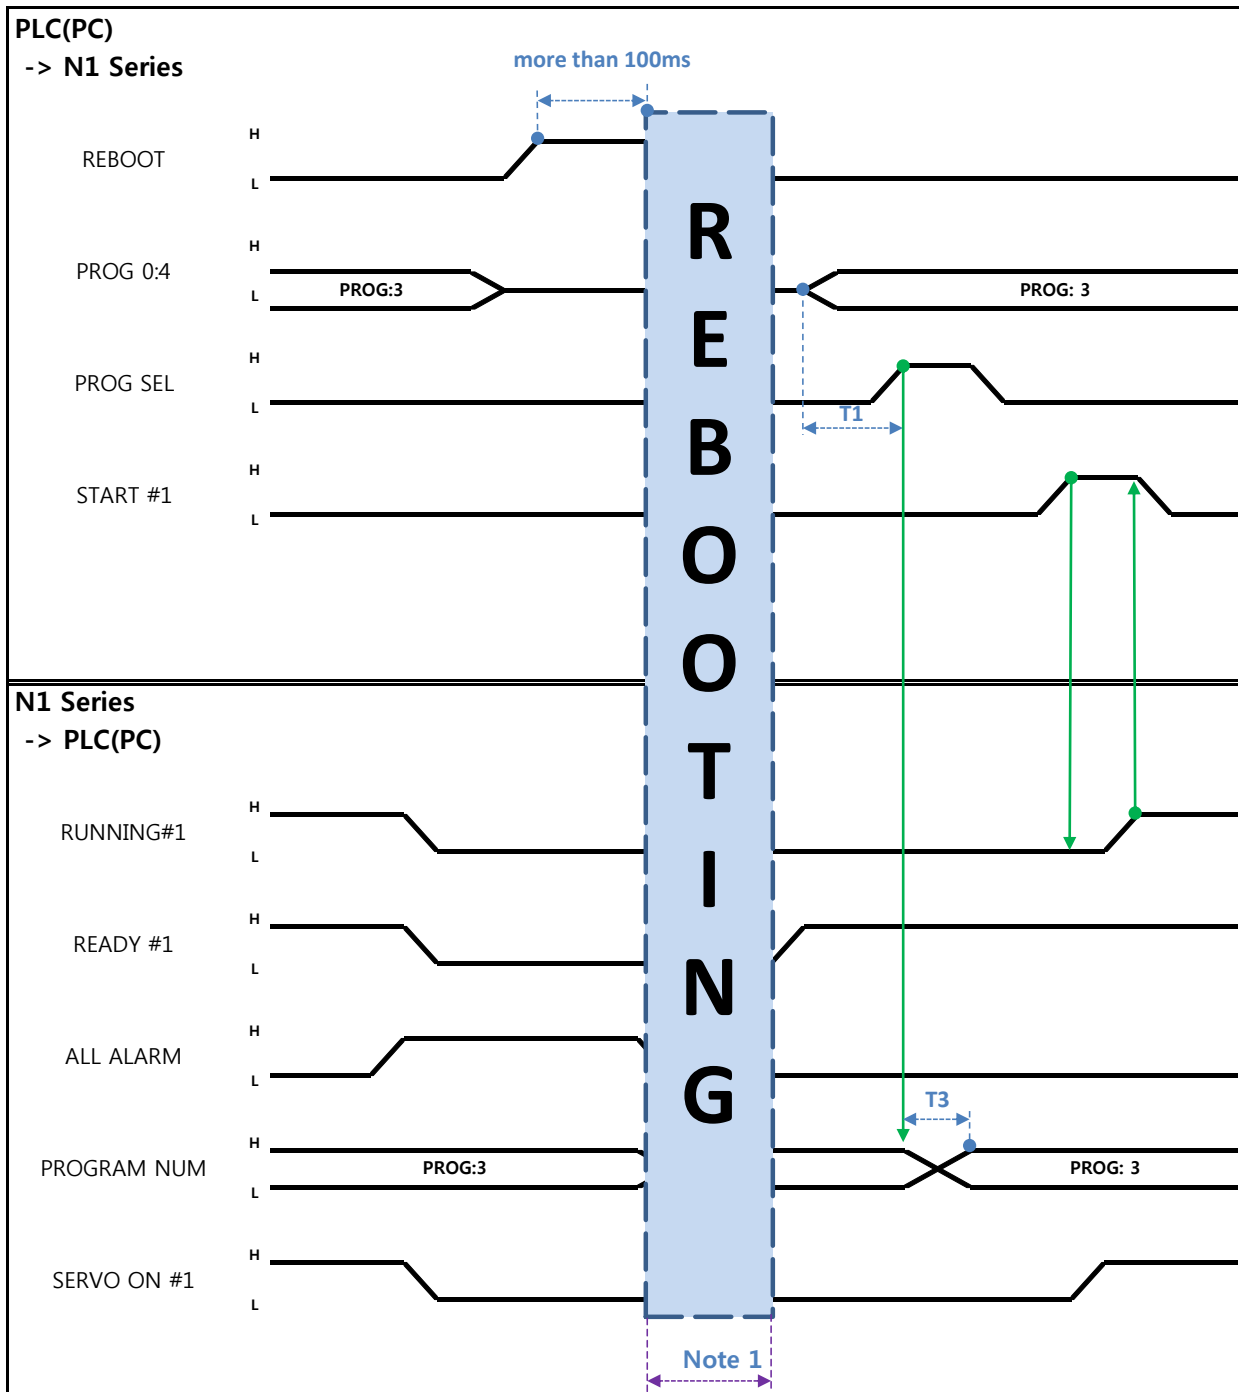 PLC(PC)
-> N1 Series
more than 100ms
REBOOT
H
L
PROG 0:4
H
L
PROG:3
PROG: 3
PROG SEL
H
L
T1
START #1
H
L
REBOOTING
N1 Series
-> PLC(PC)
RUNNING#1
H
L
READY #1
H
L
ALL ALARM
H
L
T3
PROGRAM NUM
H
L
PROG:3
PROG: 3
SERVO ON #1
H
L
Note 1